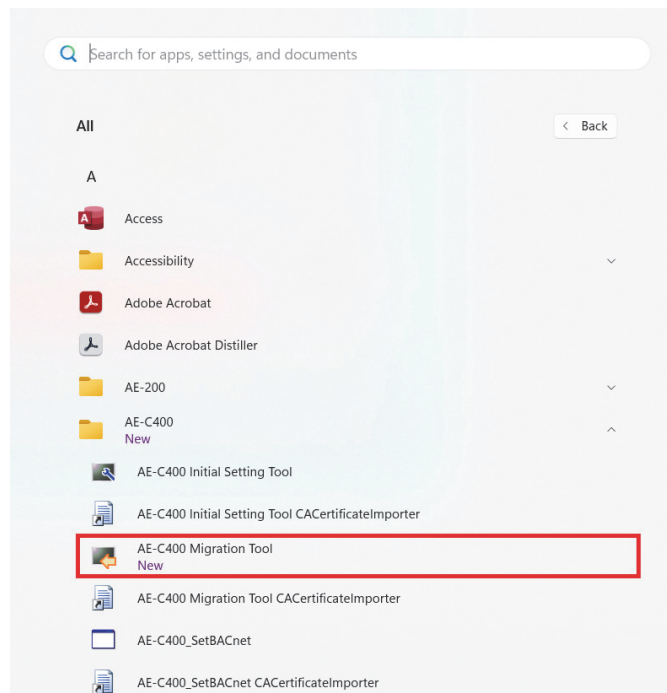 Search for apps, settings, and documents
All
Back
A
Access
Accessibility
Adobe Acrobat
Adobe Acrobat Distiller
AE-200
AE-C400
New
AE-C400 Initial Setting Tool
AE-C400 Initial Setting Tool CACertificateImporter
AE-C400 Migration Tool
New
AE-C400 Migration Tool CACertificateImporter
AE-C400_SetBACnet
AE-C400_SetBACnet CACertificateImporter